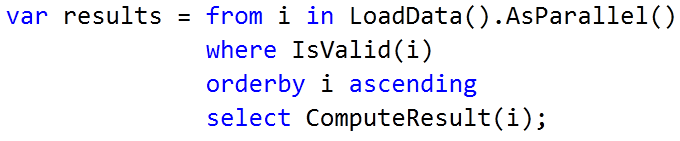 var results = from i in LoadData().AsParallel()
where IsValid(i)
orderby i ascending
select ComputeResult(i);